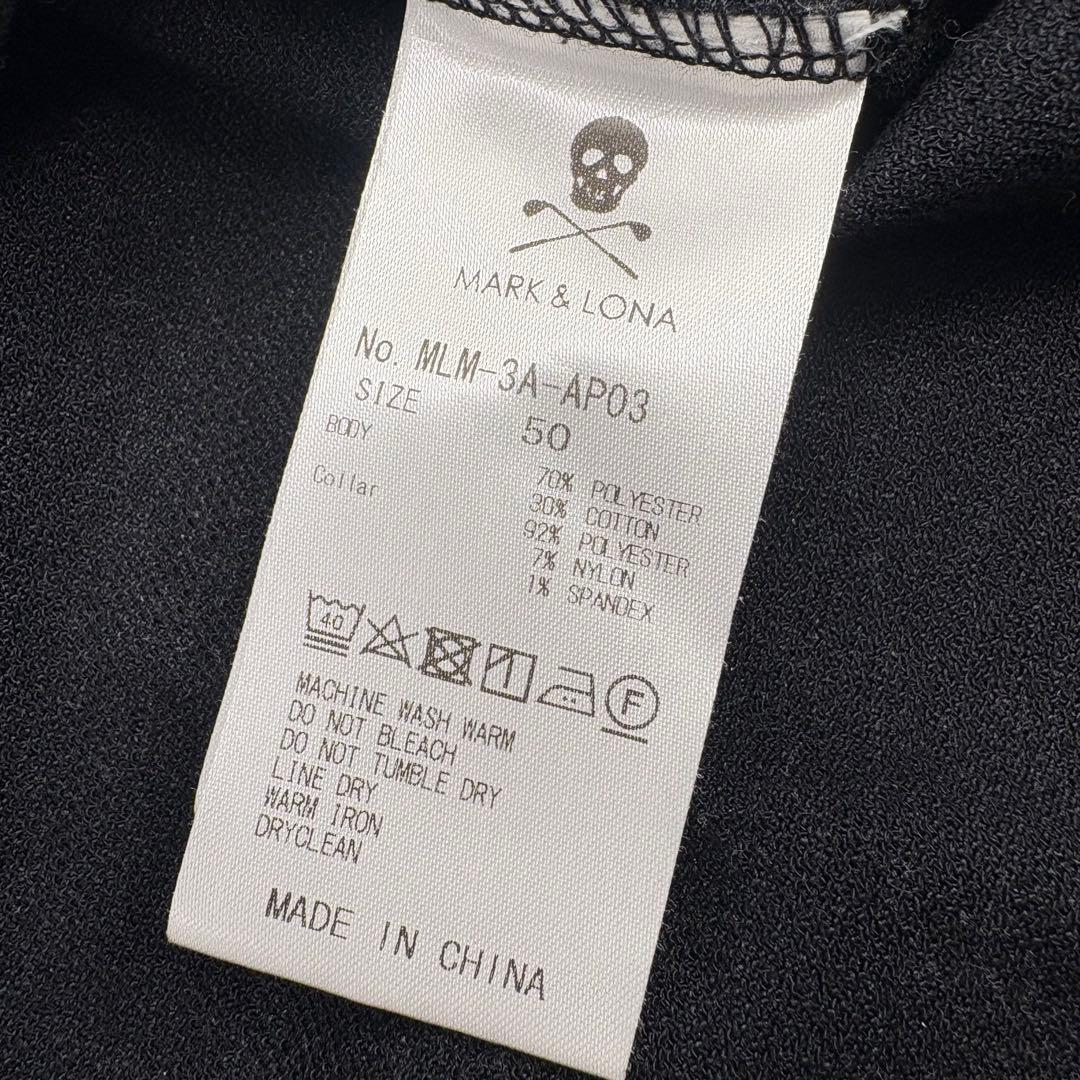 MARK & LONA
No. MLM-3A-AP03
SIZE 50
BODY 70% POLYESTER
30% COTTON
Collar 92% POLYESTER
7% NYLON
1% SPANDEX
40
F
MACHINE WASH WARM
DO NOT BLEACH
DO NOT TUMBLE DRY
LINE DRY
WARM IRON
DRYCLEAN
MADE IN CHINA